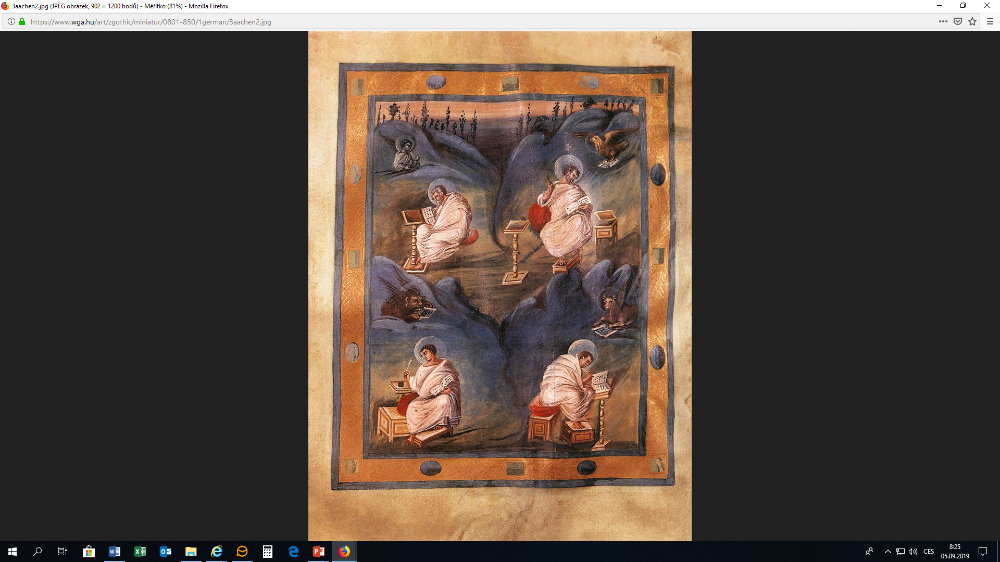 3aachen2.jpg (JPEG obrázek, 902 × 1200 bodů) - Měřítko (81%) - Mozilla Firefox
https://www.wga.hu/art/zgothic/miniatur/0801-850/1german/3aachen2.jpg
CES
8:25
05.09.2019